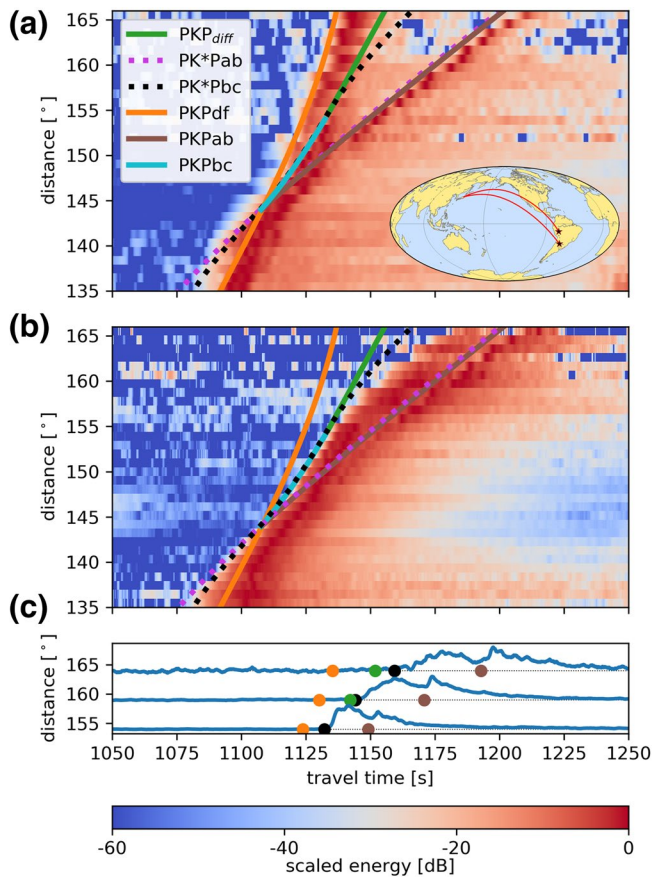 (a)
165
160
155
150
145
140
135
distance [°]
PKPdiff
PK*Pab
PK*Pbc
PKPdf
PKPab
PKPbc
(b)
165
160
155
150
145
140
135
distance [°]
(c)
165
160
155
distance [°]
1050 1075 1100 1125 1150 1175 1200 1225 1250
travel time [s]
-60 -40 -20 0
scaled energy [dB]